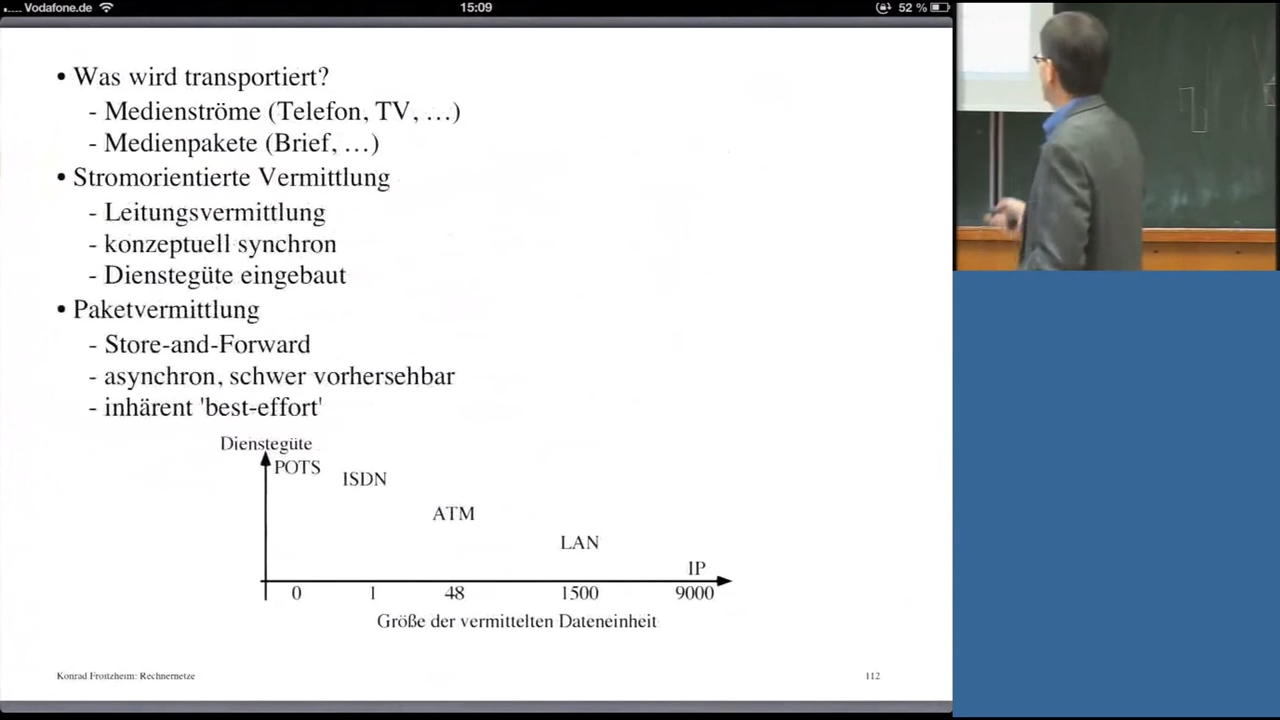 Vodafone.de
15:09
52 %
• Was wird transportiert?
- Medienströme (Telefon, TV, …)
- Medienpakete (Brief, …)
• Stromorientierte Vermittlung
- Leitungsvermittlung
- konzeptuell synchron
- Dienstegüte eingebaut
• Paketvermittlung
- Store-and-Forward
- asynchron, schwer vorhersehbar
- inhärent 'best-effort'
Dienstegüte
POTS
ISDN
ATM
LAN
IP
0 1 48 1500 9000
Größe der vermittelten Dateneinheit
Konrad Froitzheim: Rechnernetze
112